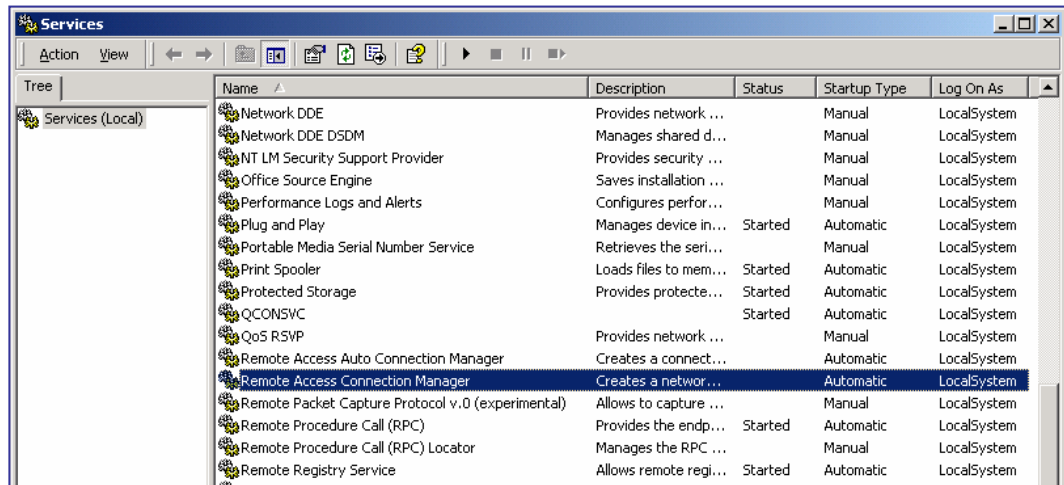 Services
Action View
Tree
Services (Local)
Name Description Status Startup Type Log On As
Network DDE Provides network ... Manual LocalSystem
Network DDE DSDM Manages shared d... Manual LocalSystem
NT LM Security Support Provider Provides security ... Manual LocalSystem
Office Source Engine Saves installation ... Manual LocalSystem
Performance Logs and Alerts Configures perfor... Manual LocalSystem
Plug and Play Manages device in... Started Automatic LocalSystem
Portable Media Serial Number Service Retrieves the seri... Manual LocalSystem
Print Spooler Loads files to mem... Started Automatic LocalSystem
Protected Storage Provides protecte... Started Automatic LocalSystem
QCONSVC Started Automatic LocalSystem
QoS RSVP Provides network ... Manual LocalSystem
Remote Access Auto Connection Manager Creates a connect... Automatic LocalSystem
Remote Access Connection Manager Creates a networ... Automatic LocalSystem
Remote Packet Capture Protocol v.0 (experimental) Allows to capture ... Manual LocalSystem
Remote Procedure Call (RPC) Provides the endp... Started Automatic LocalSystem
Remote Procedure Call (RPC) Locator Manages the RPC ... Manual LocalSystem
Remote Registry Service Allows remote regi... Started Automatic LocalSystem